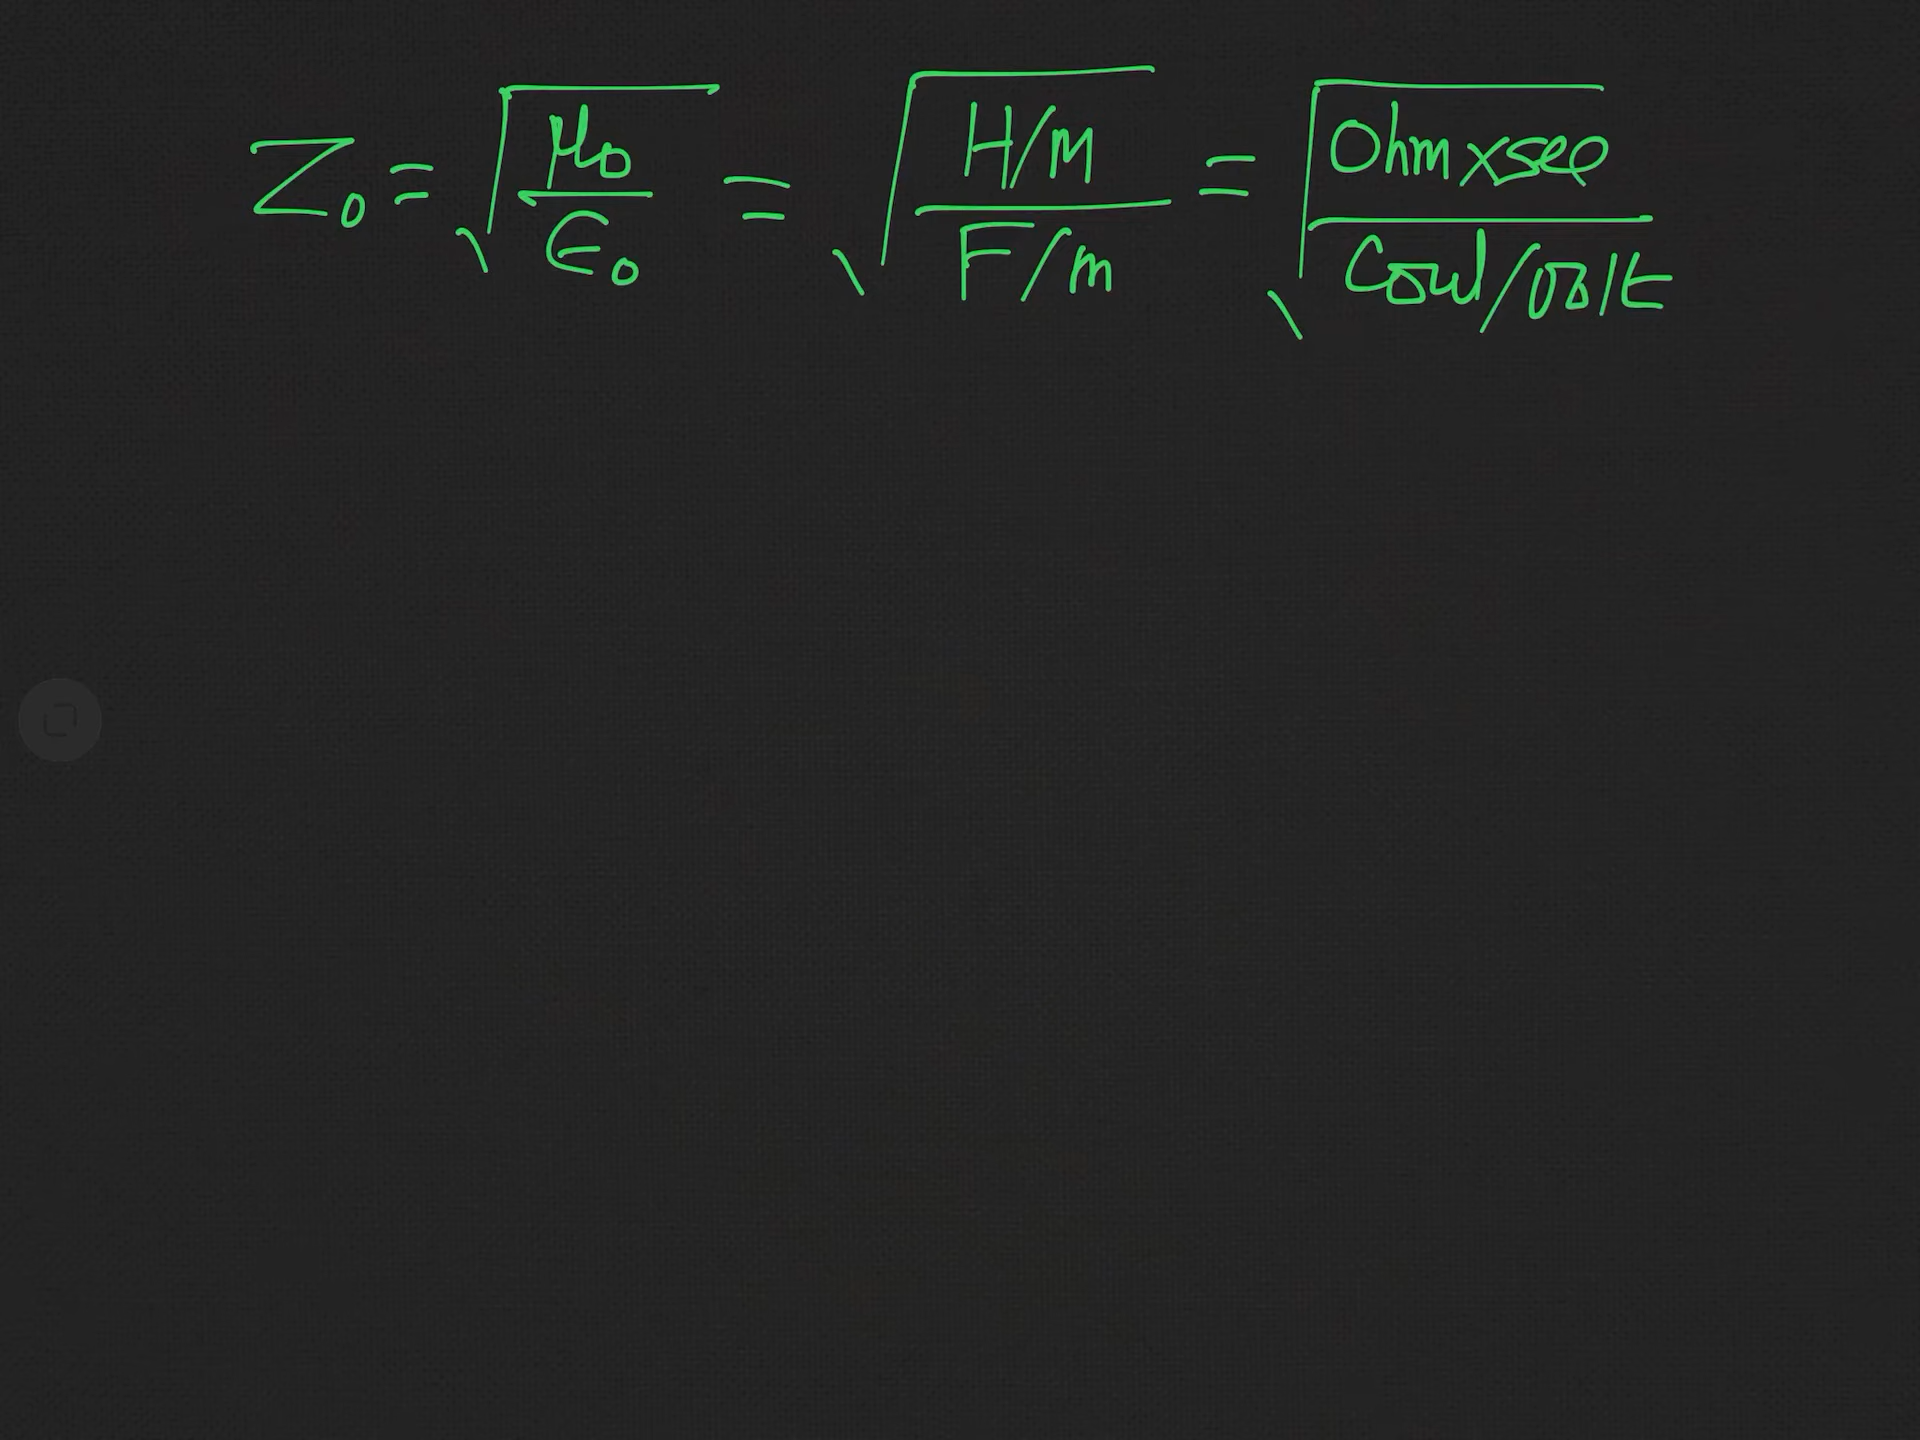 Z₀ = √(μ₀/ε₀) = √((H/m)/(F/m)) = √((Ohm×sec)/(Coul/volt))